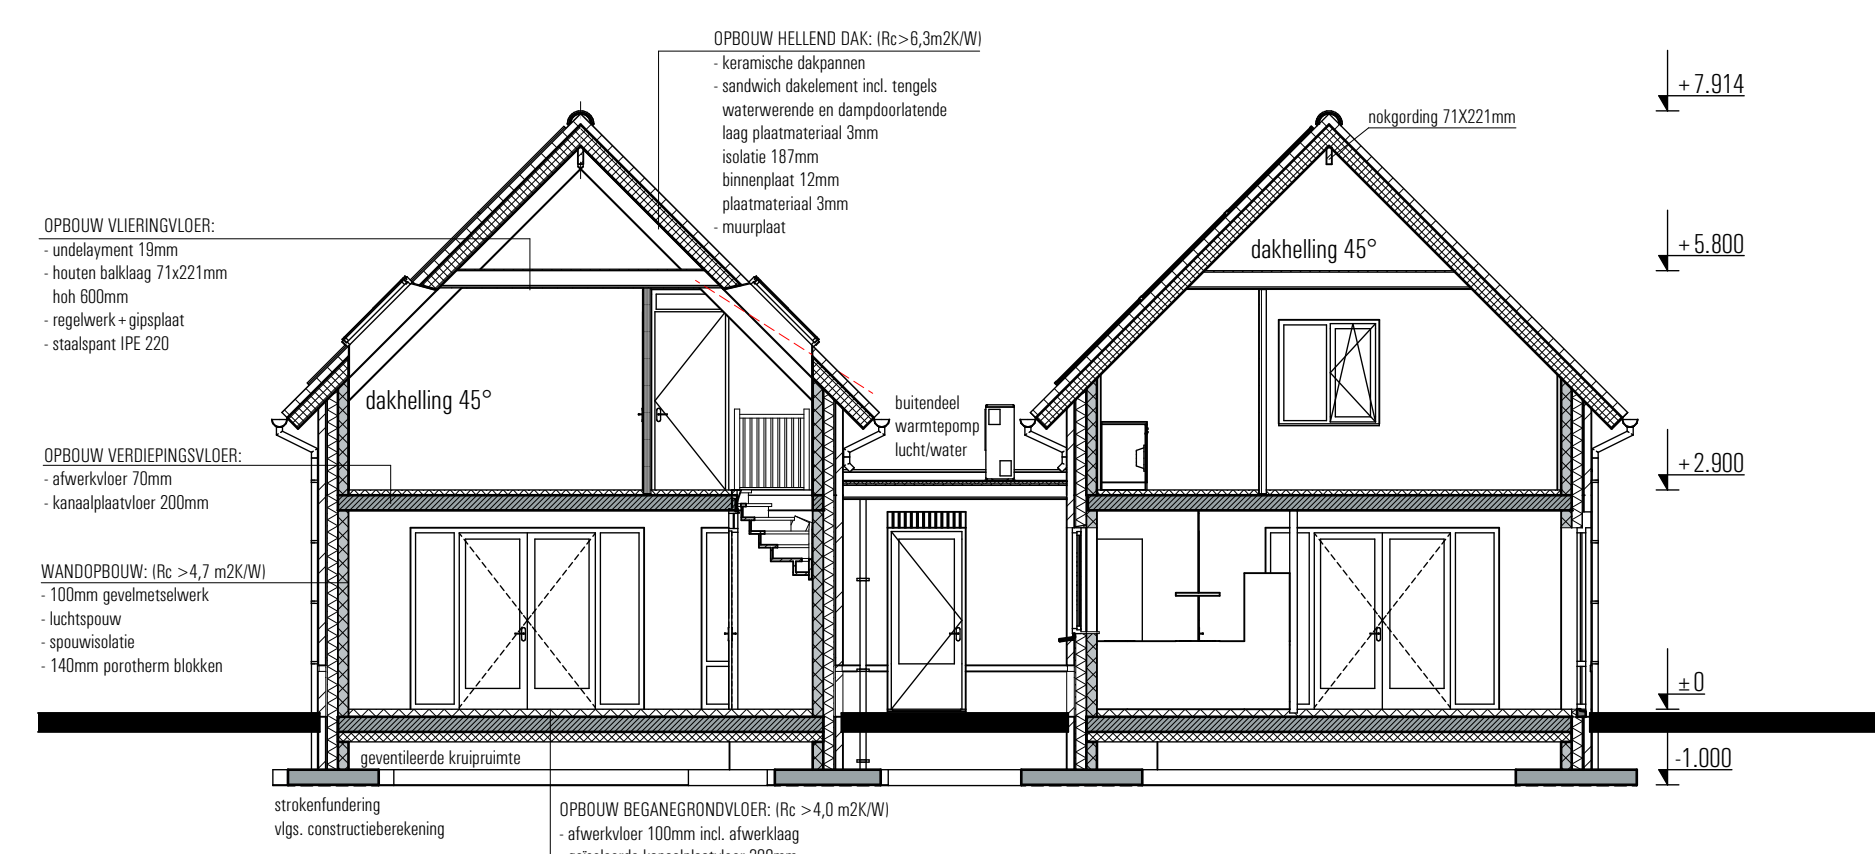 OPBOUW HELLEND DAK: (Rc>6,3m2K/W)
- keramische dakpannen
- sandwich dakelement incl. tengels
waterwerende en dampdoorlatende
laag plaatmateriaal 3mm
isolatie 187mm
binnenplaat 12mm
plaatmateriaal 3mm
- muurplaat
nokgording 71X221mm
+7.914
OPBOUW VLIERINGVLOER:
- undelayment 19mm
- houten balklaag 71x221mm
hoh 600mm
- regelwerk+gipsplaat
- staalspant IPE 220
dakhelling 45°
+5.800
dakhelling 45°
buitendeel
warmtepomp
lucht/water
OPBOUW VERDIEPINGSVLOER:
- afwerkvloer 70mm
- kanaalplaatvloer 200mm
+2.900
WANDOPBOUW: (Rc >4,7 m2K/W)
- 100mm gevelmetselwerk
- luchtspouw
- spouwisolatie
- 140mm porotherm blokken
±0
geventileerde kruipruimte
-1.000
strokenfundering
vlgs. constructieberekening
OPBOUW BEGANEGRONDVLOER: (Rc >4,0 m2K/W)
- afwerkvloer 100mm incl. afwerklaag